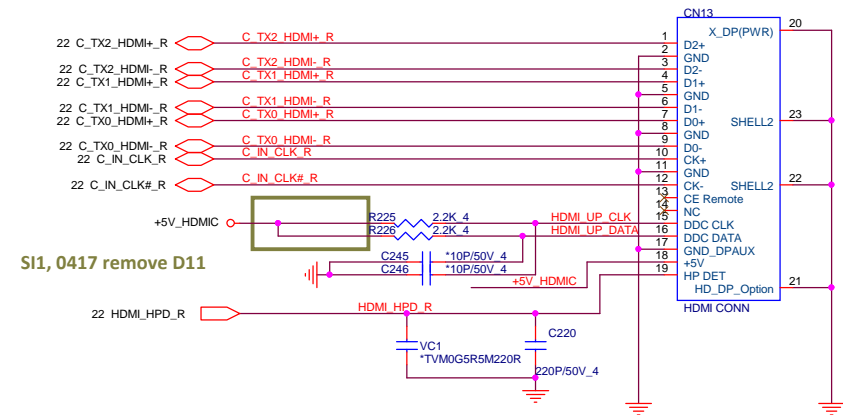 CN13
X_DP(PWR) 20
22 C_TX2_HDMI+_R C_TX2_HDMI+_R 1 D2+
2 GND
22 C_TX2_HDMI-_R C_TX2_HDMI-_R 3 D2-
22 C_TX1_HDMI+_R C_TX1_HDMI+_R 4 D1+
5 GND
22 C_TX1_HDMI-_R C_TX1_HDMI-_R 6 D1-
22 C_TX0_HDMI+_R C_TX0_HDMI+_R 7 D0+ SHELL2 23
8 GND
22 C_TX0_HDMI-_R C_TX0_HDMI-_R 9 D0-
22 C_IN_CLK_R C_IN_CLK_R 10 CK+
11 GND
22 C_IN_CLK#_R C_IN_CLK#_R 12 CK- SHELL2 22
13 CE Remote
14 NC
+5V_HDMIC R225 2.2K_4 HDMI_UP_CLK 15 DDC CLK
R226 2.2K_4 HDMI_UP_DATA 16 DDC DATA
17 GND_DPAUX
SI1, 0417 remove D11 C245 *10P/50V_4 18 +5V
C246 *10P/50V_4 19 HP DET
+5V_HDMIC HD_DP_Option 21
22 HDMI_HPD_R HDMI_HPD_R HDMI CONN
C220
VC1
*TVM0G5R5M220R
220P/50V_4